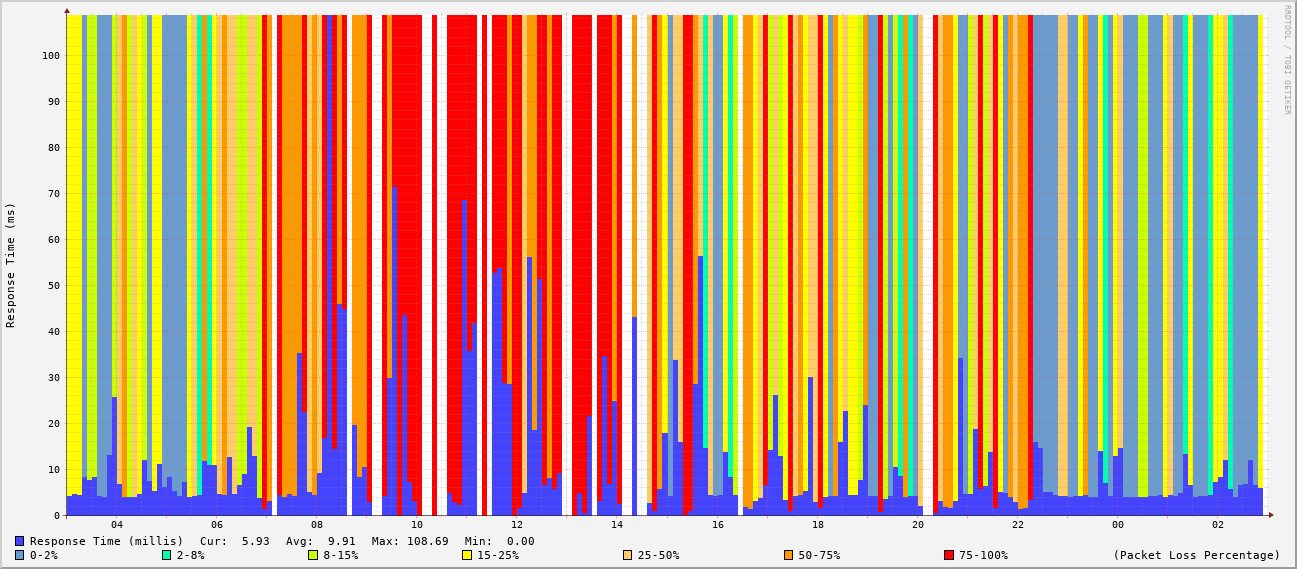 RRDTOOL / TOBI OETIKER
Response Time (ms)
100
90
80
70
60
50
40
30
20
10
0
04 06 08 10 12 14 16 18 20 22 00 02
Response Time (millis) Cur: 5.93 Avg: 9.91 Max: 108.69 Min: 0.00
0-2% 2-8% 8-15% 15-25% 25-50% 50-75% 75-100% (Packet Loss Percentage)